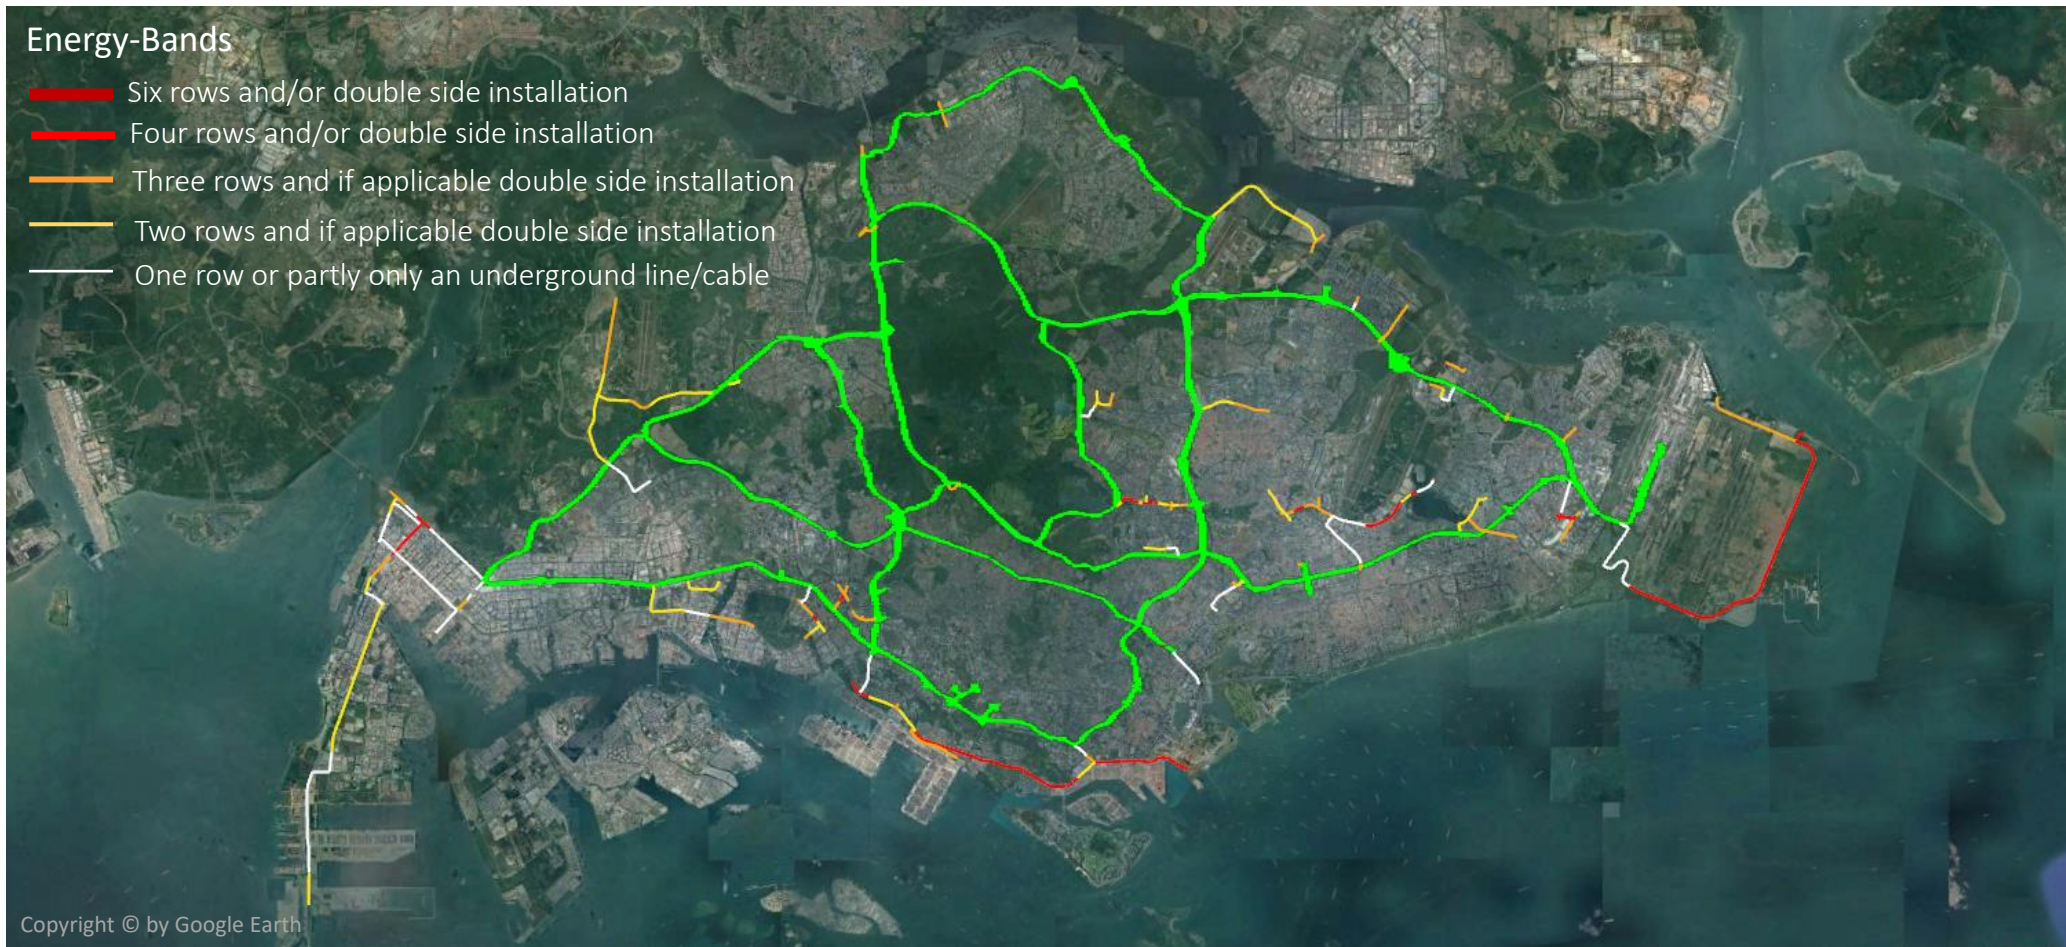 Energy-Bands
Six rows and/or double side installation
Four rows and/or double side installation
Three rows and if applicable double side installation
Two rows and if applicable double side installation
One row or partly only an underground line/cable
Copyright © by Google Earth